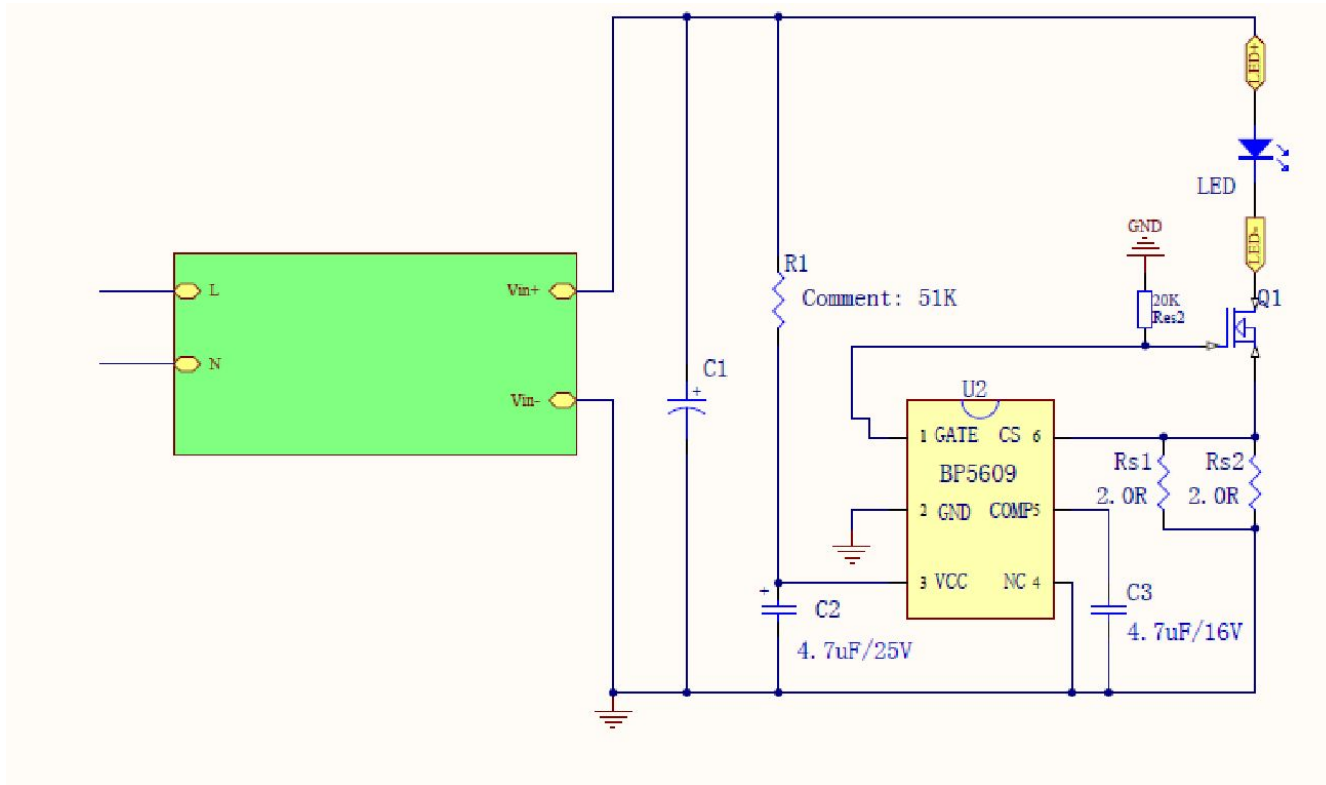 LED+
LED
LED-
GND
R1
Comment: 51K
20K
Res2
Q1
L
Vin+
N
Vin-
C1
+
U2
1 GATE CS 6
BP5609
2 GND COMP 5
3 VCC NC 4
Rs1
2.0R
Rs2
2.0R
+
C2
4.7uF/25V
C3
4.7uF/16V